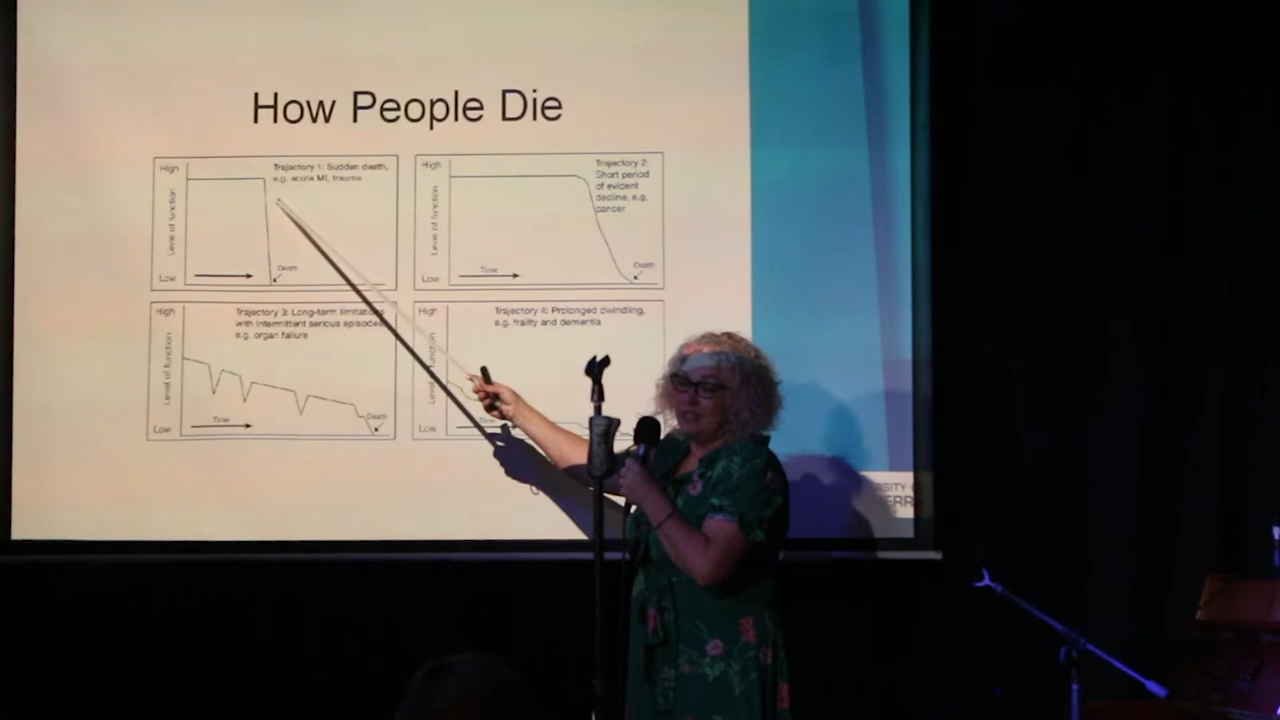 How People Die
High
Trajectory 1: Sudden death,
e.g. acute MI, trauma
Level of function
Death
Low
High
Trajectory 2:
Short period
of evident
decline, e.g.
cancer
Level of function
Time
Death
Low
High
Trajectory 3: Long-term limitations
with intermittent serious episodes,
e.g. organ failure
Level of function
Time
Death
Low
High
Trajectory 4: Prolonged dwindling,
e.g. frailty and dementia
Level of function
Time
Low